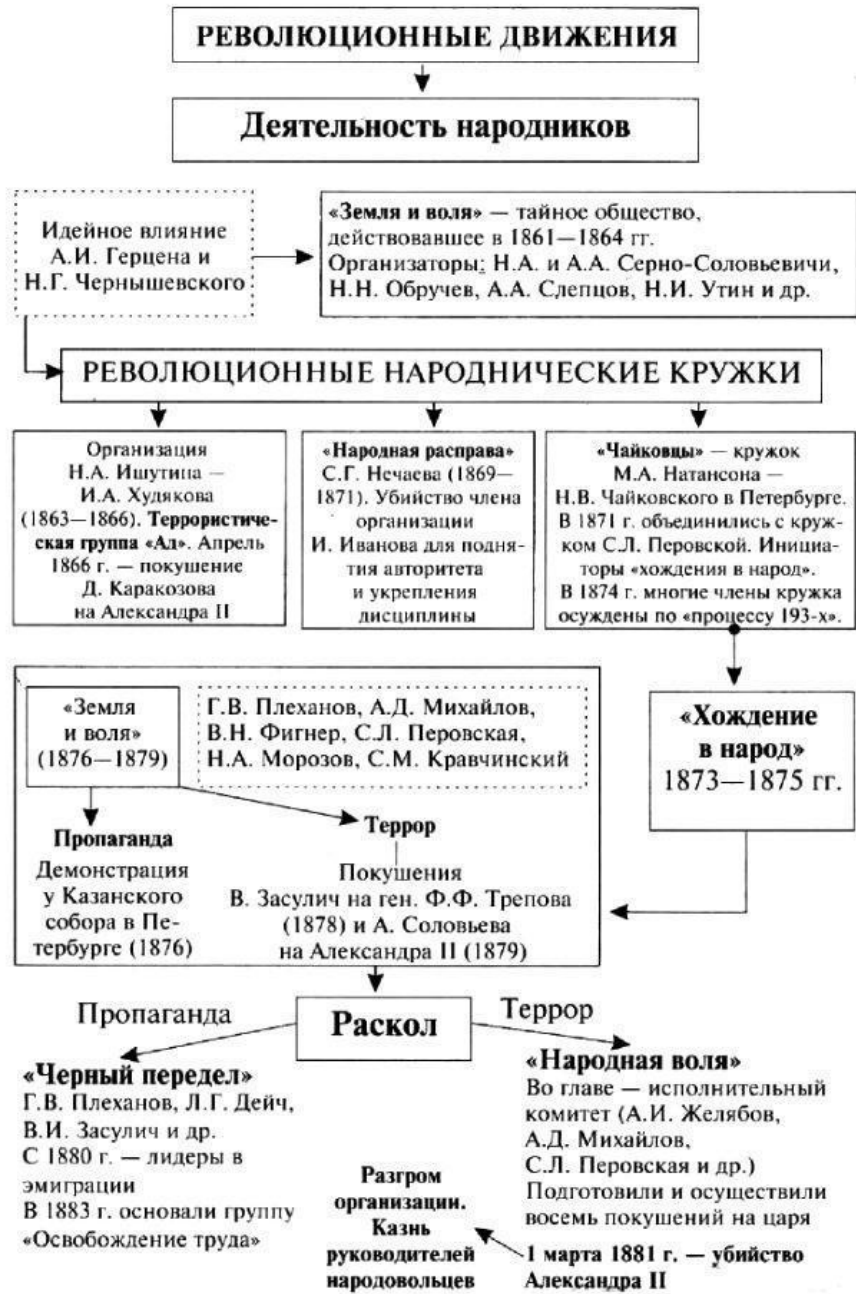 РЕВОЛЮЦИОННЫЕ ДВИЖЕНИЯ
Деятельность народников
Идейное влияние
А.И. Герцена и
Н.Г. Чернышевского
«Земля и воля» — тайное общество,
действовавшее в 1861—1864 гг.
Организаторы: Н.А. и А.А. Серно-Соловьевичи,
Н.Н. Обручев, А.А. Слепцов, Н.И. Утин и др.
РЕВОЛЮЦИОННЫЕ НАРОДНИЧЕСКИЕ КРУЖКИ
Организация
Н.А. Ишутина —
И.А. Худякова
(1863—1866). Террористиче-
ская группа «Ад». Апрель
1866 г. — покушение
Д. Каракозова
на Александра II
«Народная расправа»
С.Г. Нечаева (1869—
1871). Убийство члена
организации
И. Иванова для подня-
тия авторитета
и укрепления
дисциплины
«Чайковцы» — кружок
М.А. Натансона —
Н.В. Чайковского в Петербурге.
В 1871 г. объединились с круж-
ком С.Л. Перовской. Инициа-
торы «хождения в народ».
В 1874 г. многие члены кружка
осуждены по «процессу 193-х».
«Земля
и воля»
(1876—1879)
Г.В. Плеханов, А.Д. Михайлов,
В.Н. Фигнер, С.Л. Перовская,
Н.А. Морозов, С.М. Кравчинский
«Хождение
в народ»
1873—1875 гг.
Пропаганда
Демонстрация
у Казанского
собора в Пе-
тербурге (1876)
Террор
Покушения
В. Засулич на ген. Ф.Ф. Трепова
(1878) и А. Соловьева
на Александра II (1879)
Пропаганда
Раскол
Террор
«Черный передел»
Г.В. Плеханов, Л.Г. Дейч,
В.И. Засулич и др.
С 1880 г. — лидеры в
эмиграции
В 1883 г. основали группу
«Освобождение труда»
«Народная воля»
Во главе — исполнительный
комитет (А.И. Желябов,
А.Д. Михайлов,
С.Л. Перовская и др.)
Подготовили и осуществили
восемь покушений на царя
1 марта 1881 г. — убийство
Александра II
Разгром
организации.
Казнь
руководителей
народовольцев